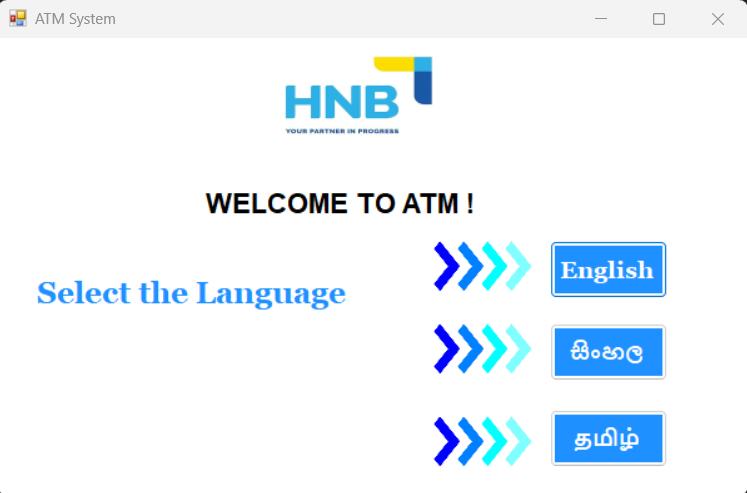 ATM System
HNB
YOUR PARTNER IN PROGRESS
WELCOME TO ATM !
Select the Language
English
සිංහල
தமிழ்